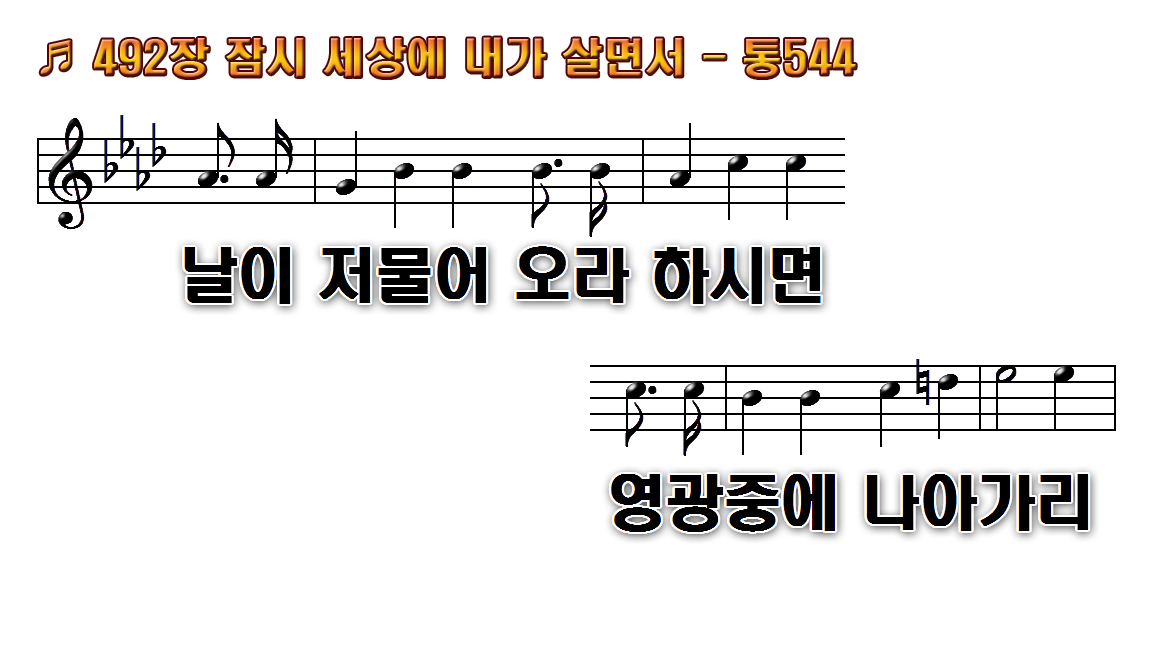 ♬ 492장 잠시 세상에 내가 살면서 - 통544
날이 저물어 오라 하시면
영광중에 나아가리